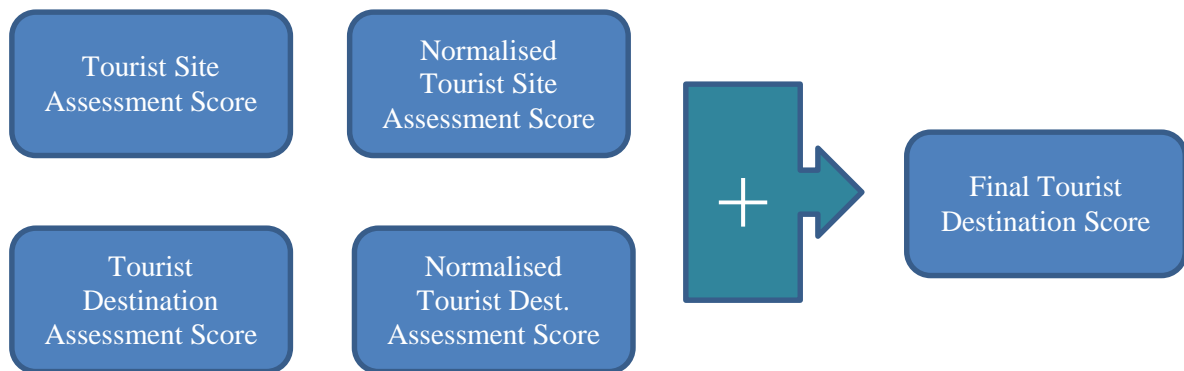 Tourist Site
Assessment Score
Normalised
Tourist Site
Assessment Score
+
Final Tourist
Destination Score
Tourist
Destination
Assessment Score
Normalised
Tourist Dest.
Assessment Score